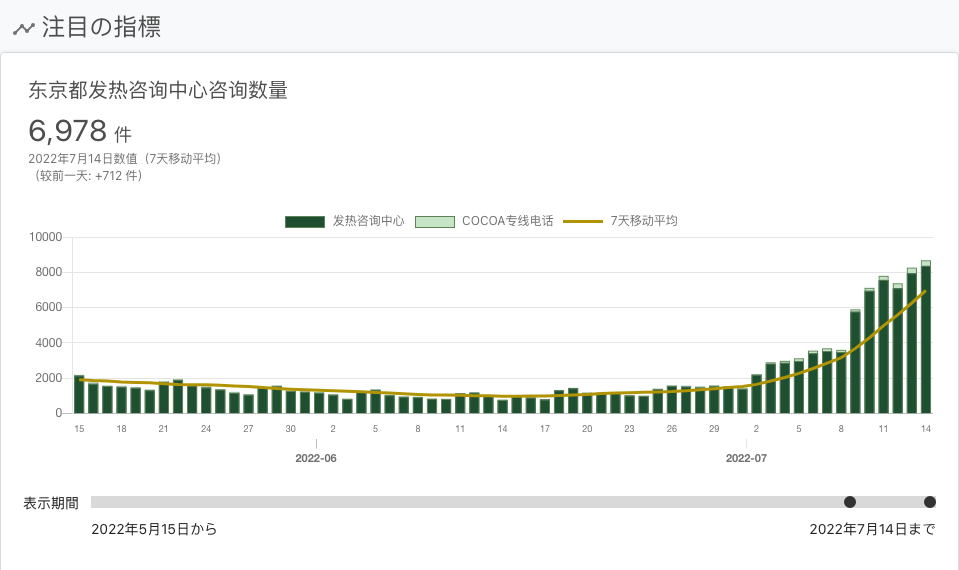 注目の指標
东京都发热咨询中心咨询数量
6,978 件
2022年7月14日数值（7天移动平均）
（较前一天: +712 件）
发热咨询中心 COCOA专线电话 7天移动平均
10000
8000
6000
4000
2000
0
15 18 21 24 27 30 2 5 8 11 14 17 20 23 26 29 2 5 8 11 14
2022-06 2022-07
表示期間
2022年5月15日から 2022年7月14日まで